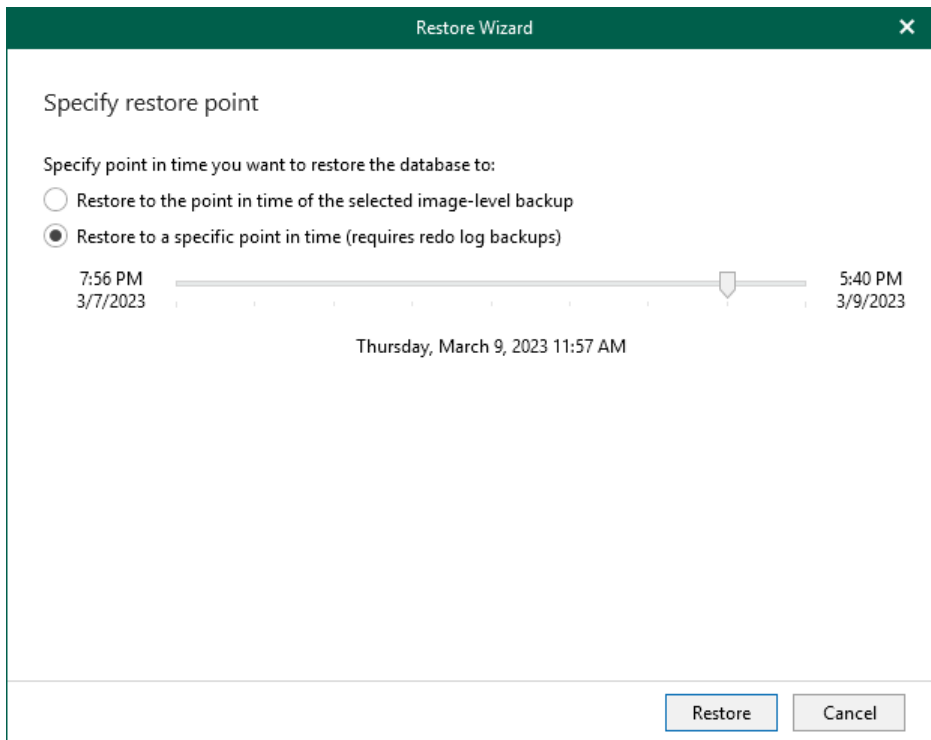 Restore Wizard
Specify restore point
Specify point in time you want to restore the database to:
Restore to the point in time of the selected image-level backup
Restore to a specific point in time (requires redo log backups)
7:56 PM
3/7/2023
5:40 PM
3/9/2023
Thursday, March 9, 2023 11:57 AM
Restore
Cancel